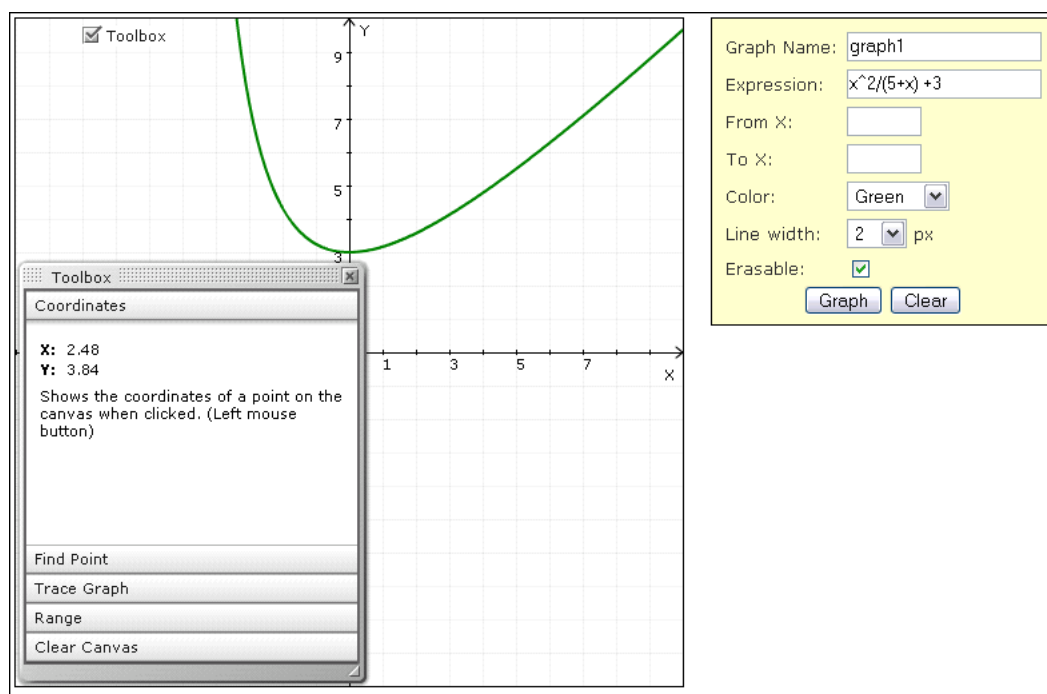 Toolbox
Y
9
7
5
3
1
3
5
7
X
Toolbox
Coordinates
X: 2.48
Y: 3.84
Shows the coordinates of a point on the
canvas when clicked. (Left mouse
button)
Find Point
Trace Graph
Range
Clear Canvas
Graph Name: graph1
Expression: x^2/(5+x) +3
From X:
To X:
Color: Green
Line width: 2 px
Erasable:
Graph Clear